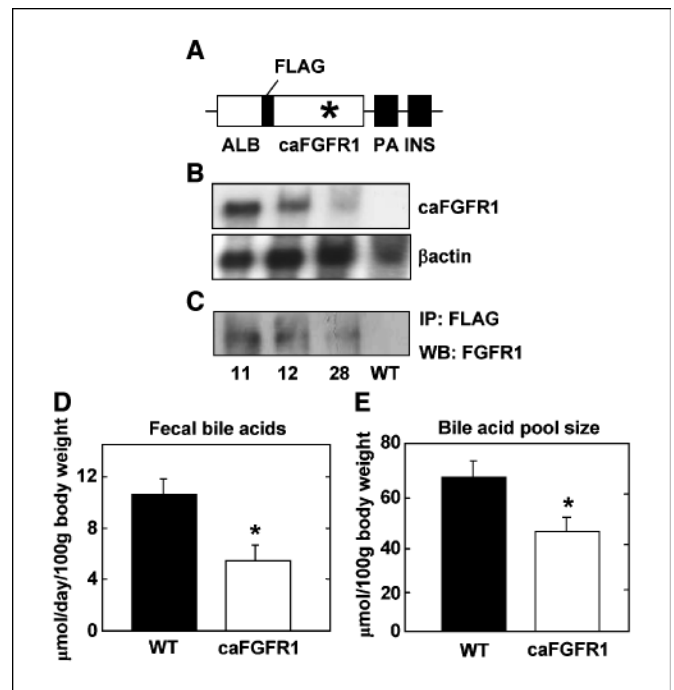 A
FLAG
*
ALB caFGFR1 PA INS
B
caFGFR1
βactin
C
IP: FLAG
WB: FGFR1
11 12 28 WT
D
Fecal bile acids
µmol/day/100g body weight
12
8
4
0
*
WT caFGFR1
E
Bile acid pool size
µmol/100g body weight
80
60
40
20
0
*
WT caFGFR1